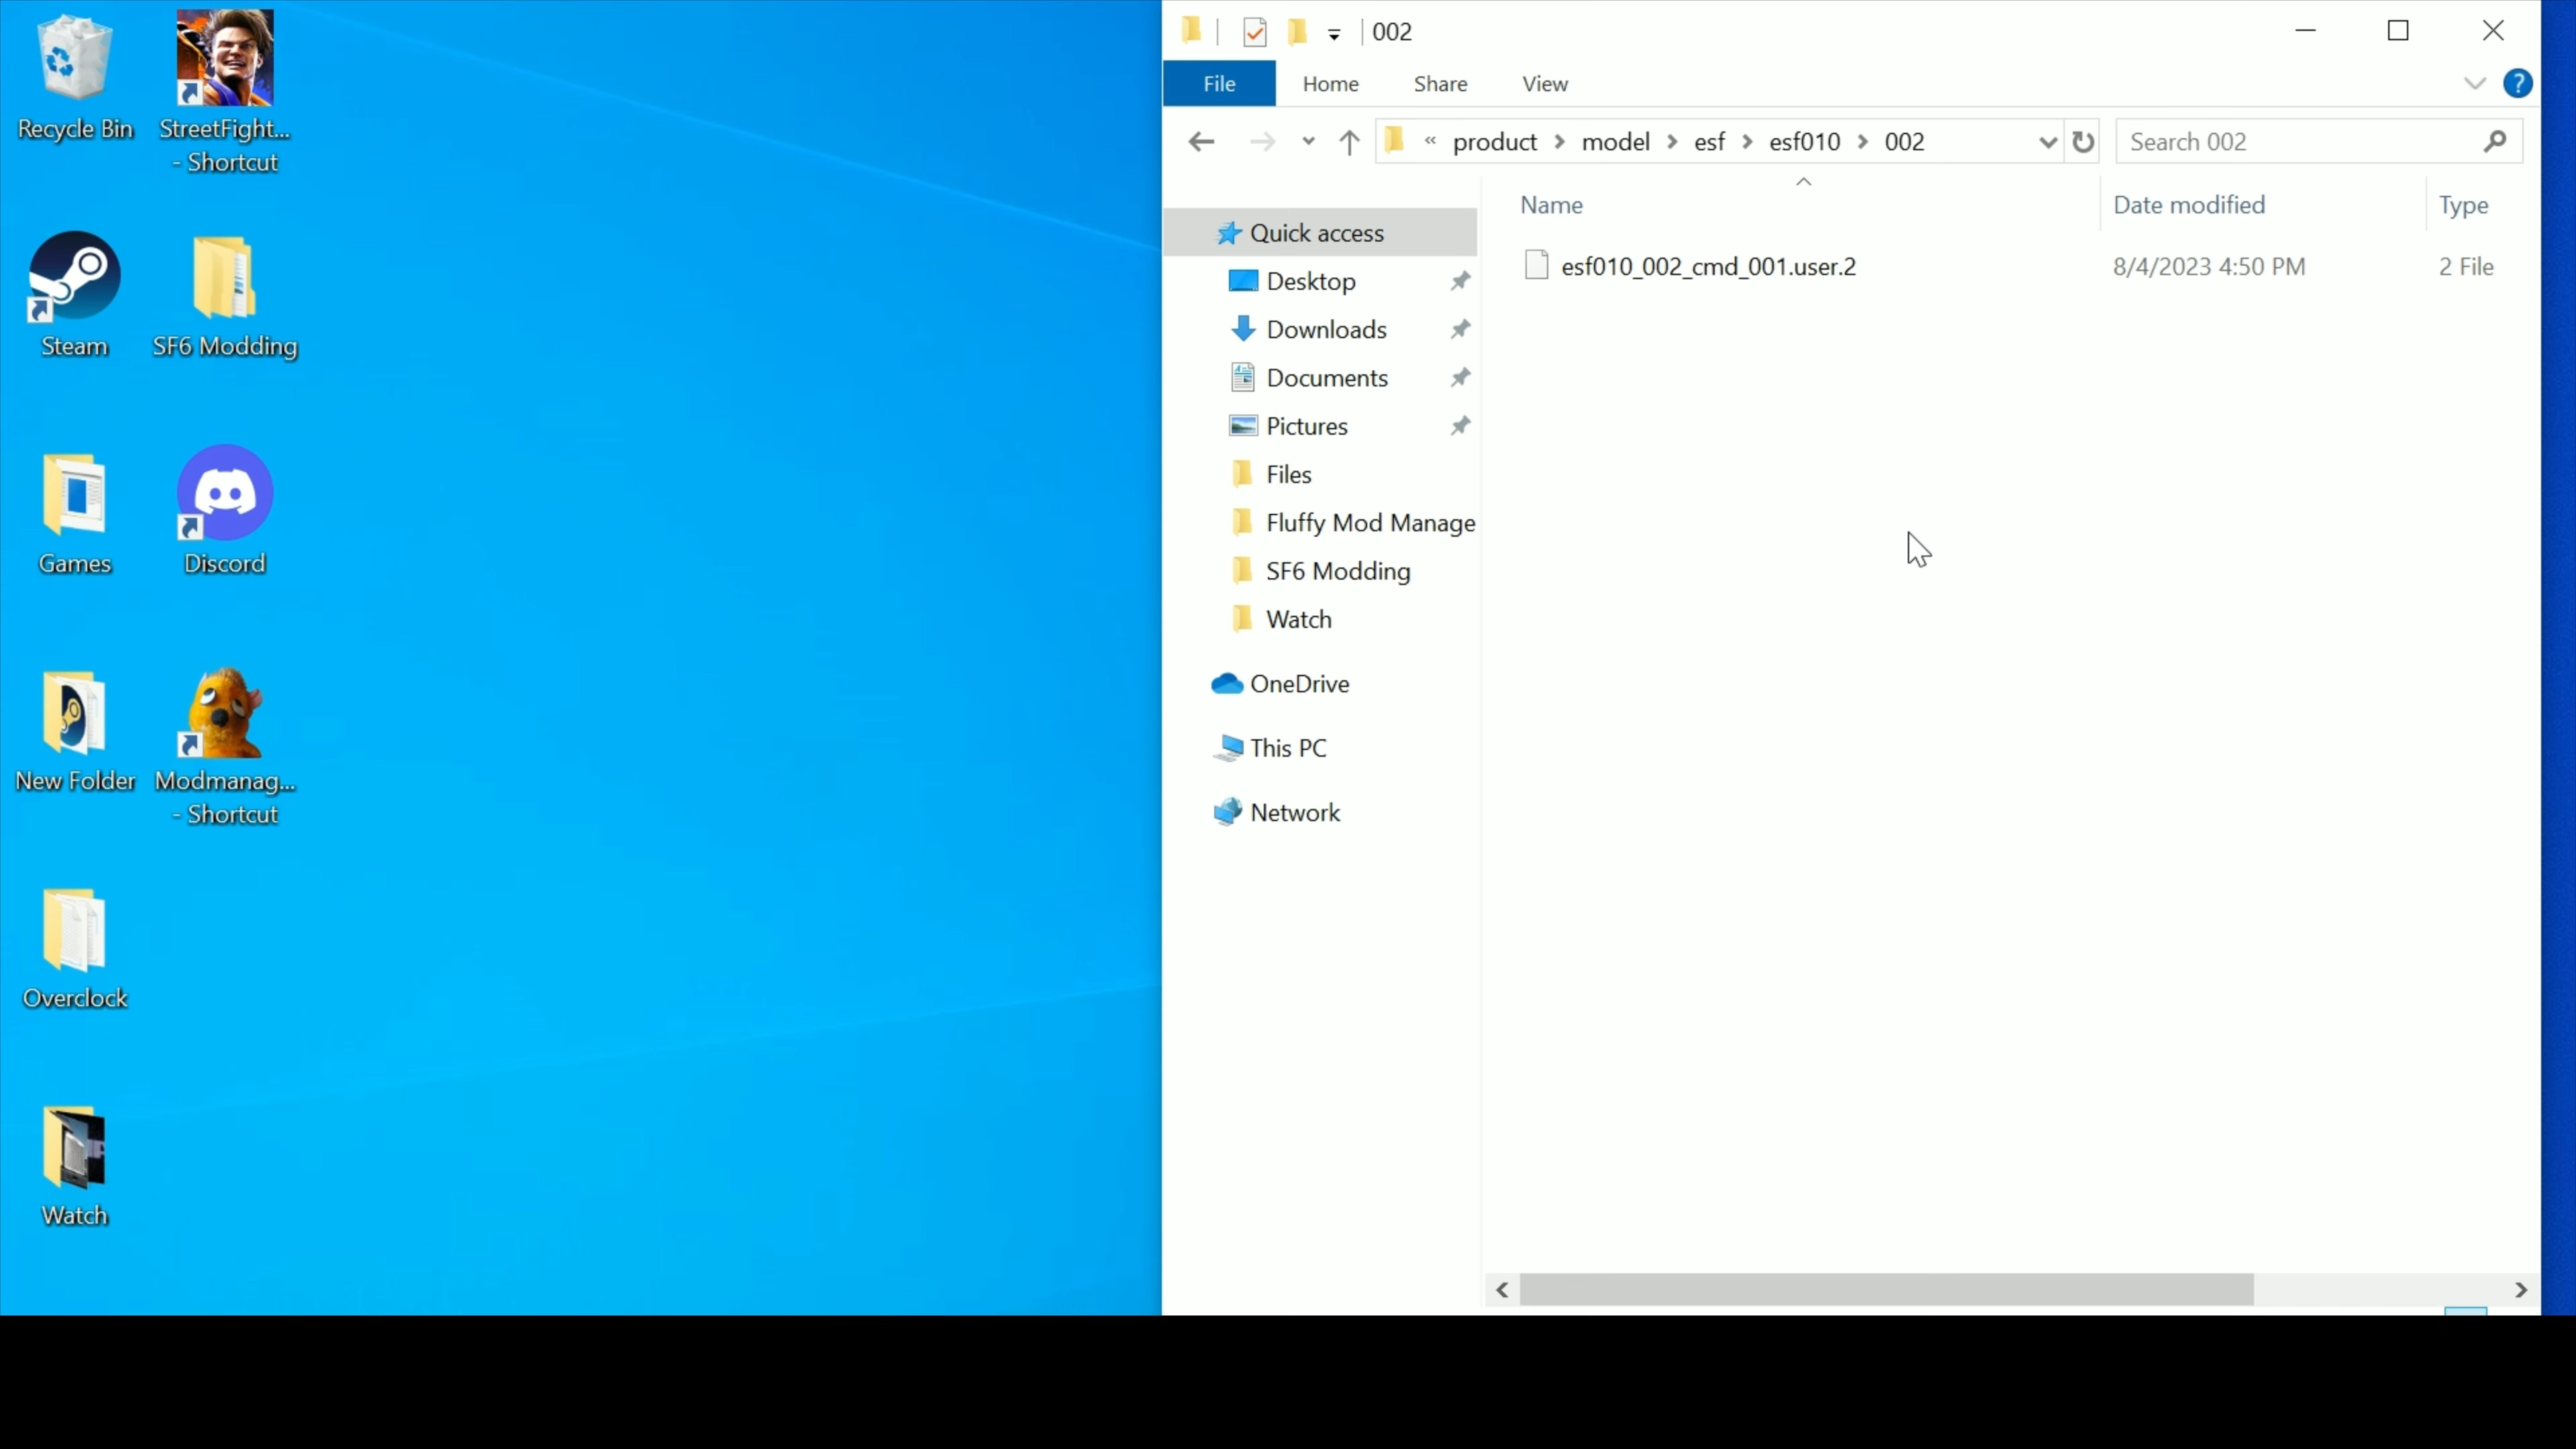 Recycle Bin
StreetFight...
- Shortcut
Steam
SF6 Modding
Games
Discord
New Folder
Modmanag...
- Shortcut
Overclock
Watch
002
File
Home
Share
View
?
« product > model > esf > esf010 > 002
Search 002
Name
Date modified
Type
Quick access
Desktop
Downloads
Documents
Pictures
Files
Fluffy Mod Manage
SF6 Modding
Watch
OneDrive
This PC
Network
esf010_002_cmd_001.user.2
8/4/2023 4:50 PM
2 File